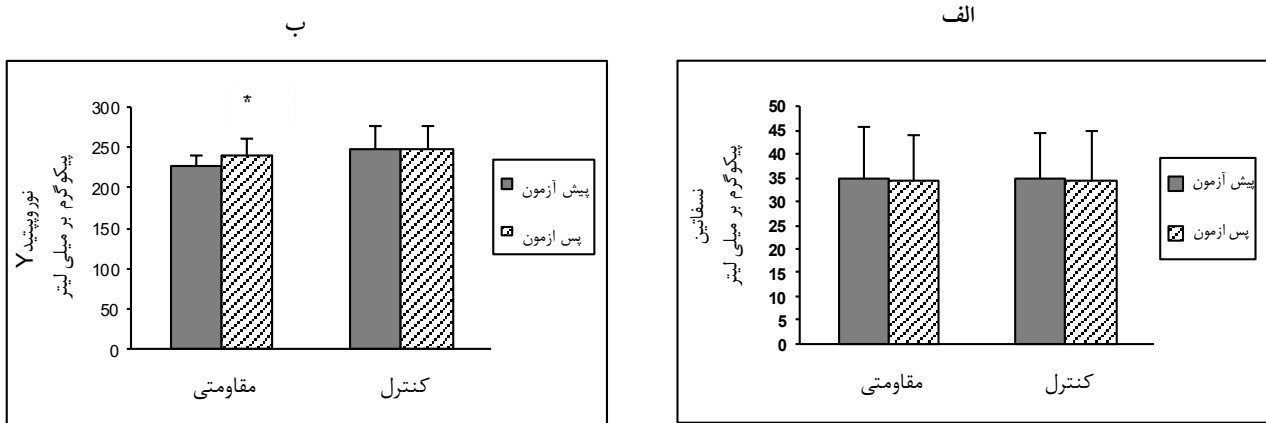 الف
50
45
40
35
30
25
20
15
10
5
0
نسفاتین
پیکوگرم بر میلی لیتر
پیش آزمون
پس ازمون
مقاومتی
کنترل
ب
*
300
250
200
150
100
50
0
نوروپپتیدY
پیکوگرم بر میلی لیتر
پیش آزمون
پس ازمون
مقاومتی
کنترل